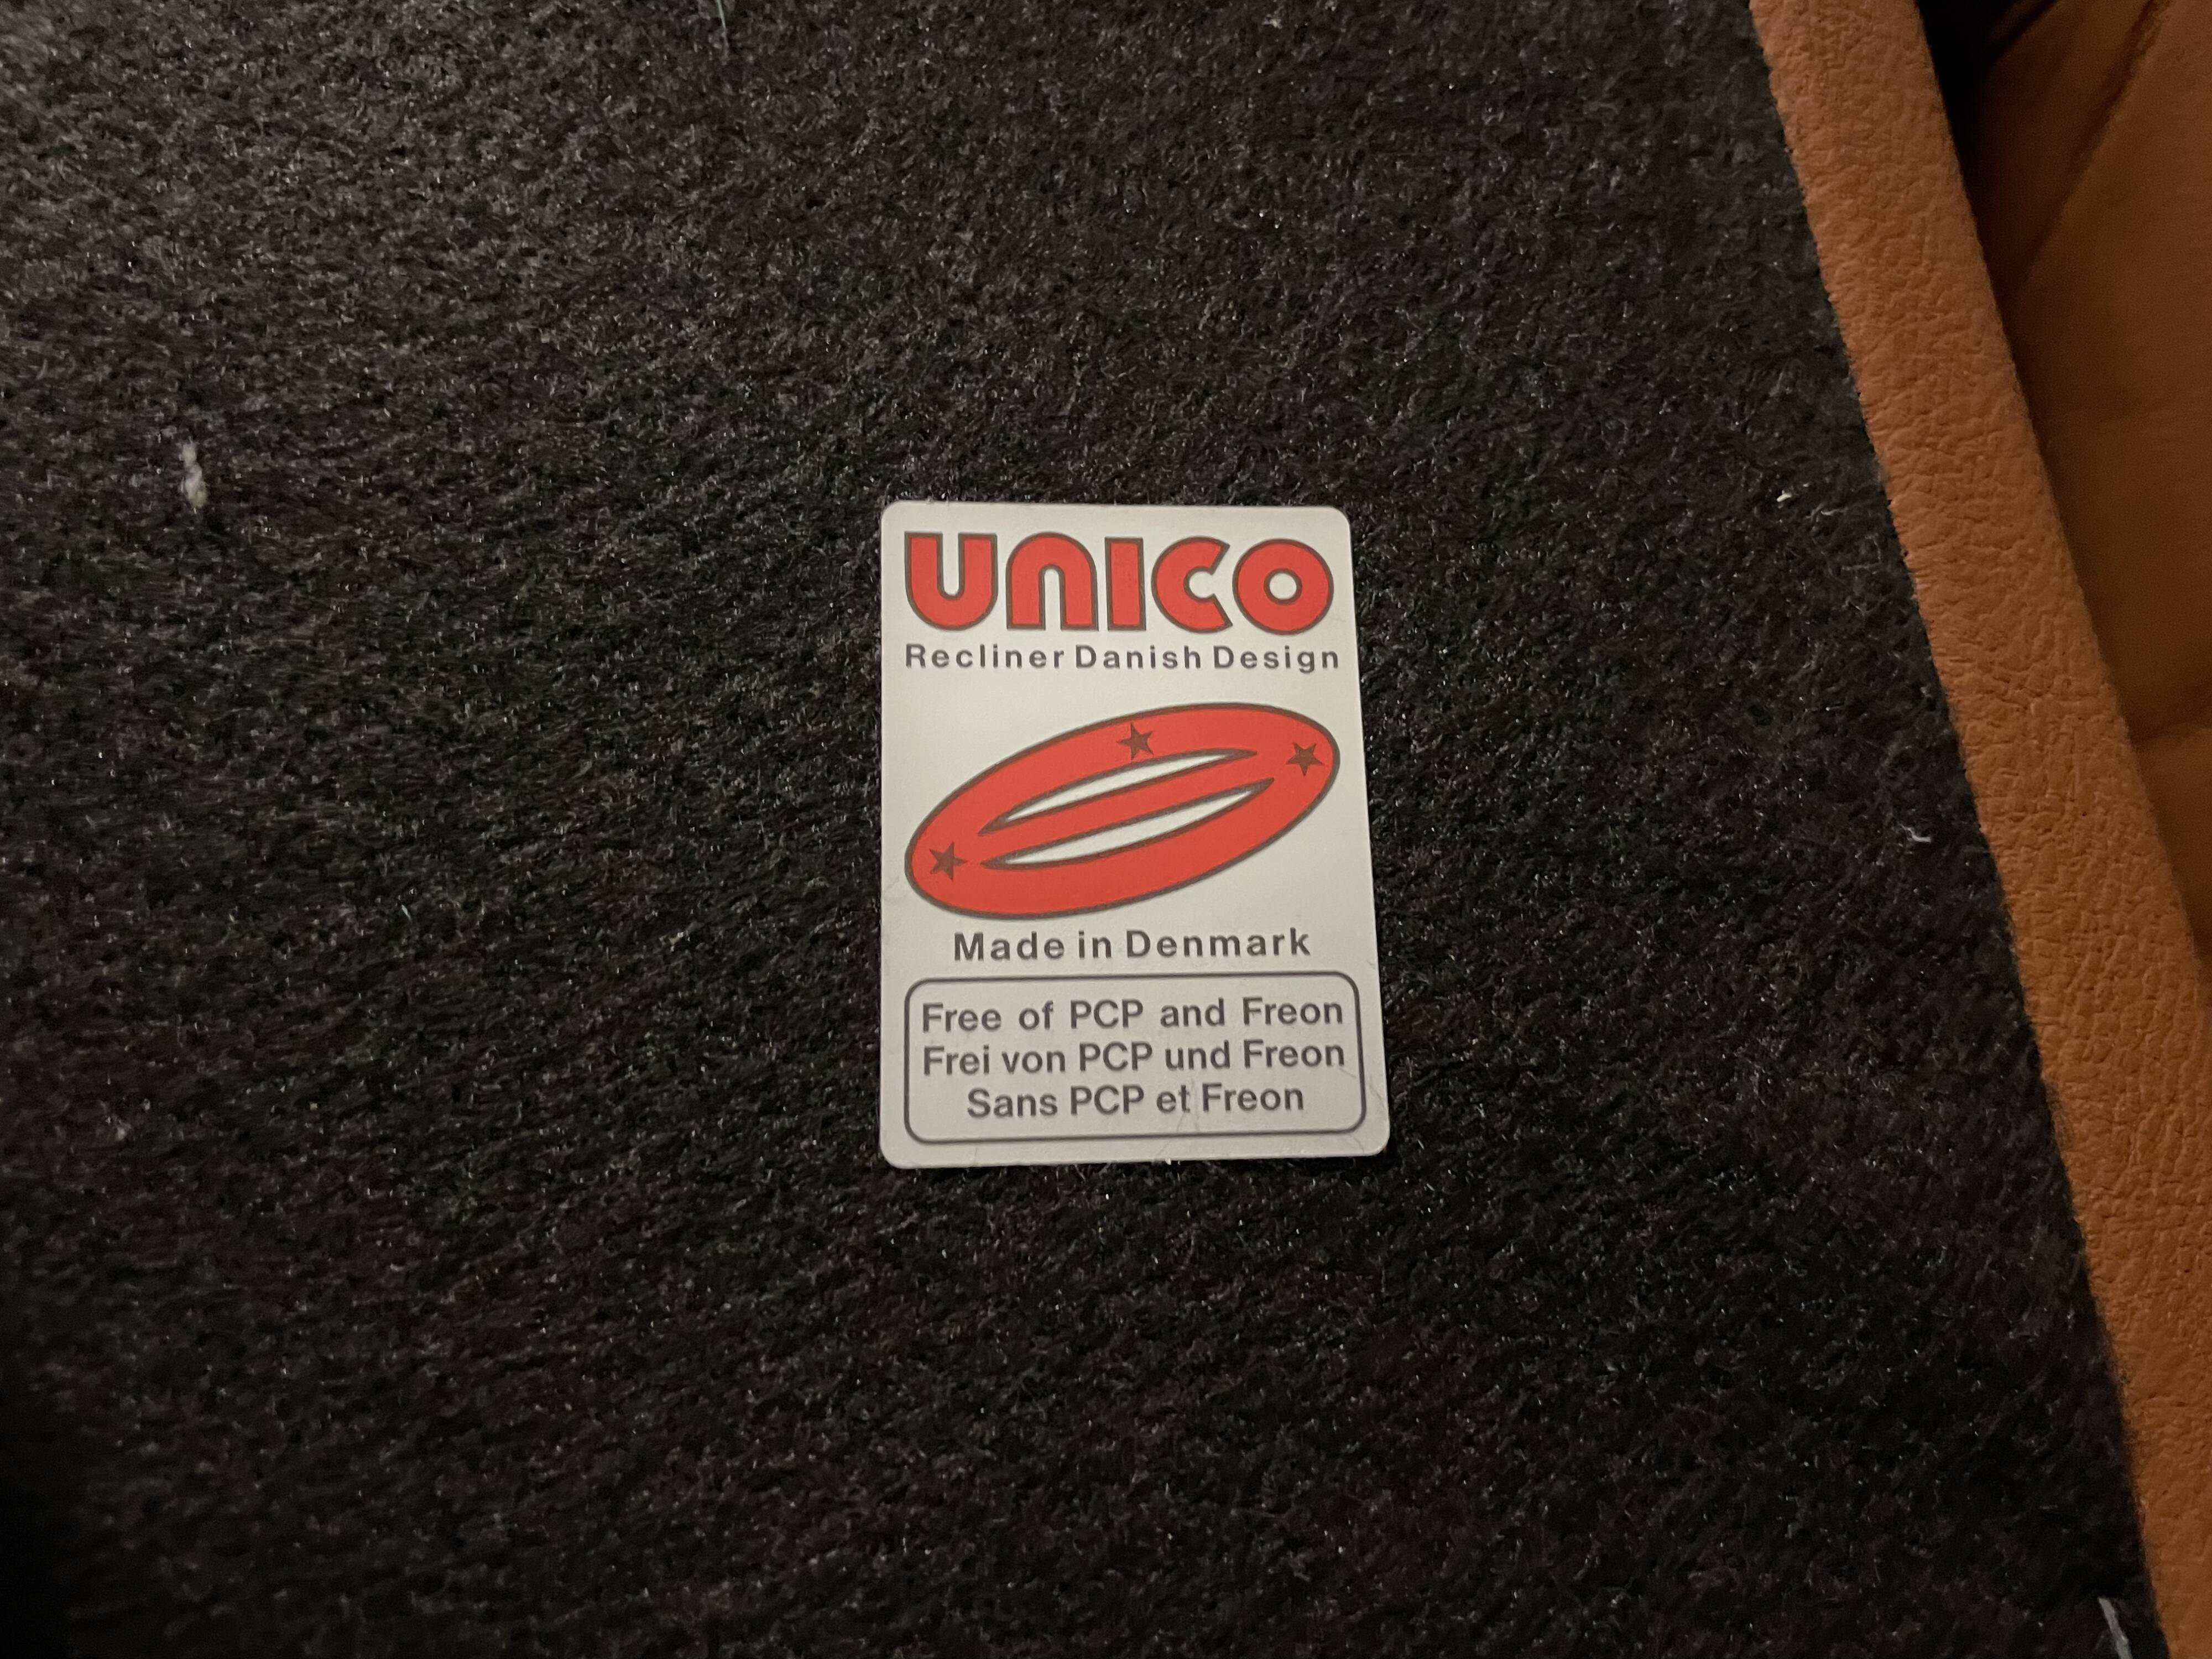 UNICO
Recliner Danish Design
Made in Denmark
Free of PCP and Freon
Frei von PCP und Freon
Sans PCP et Freon